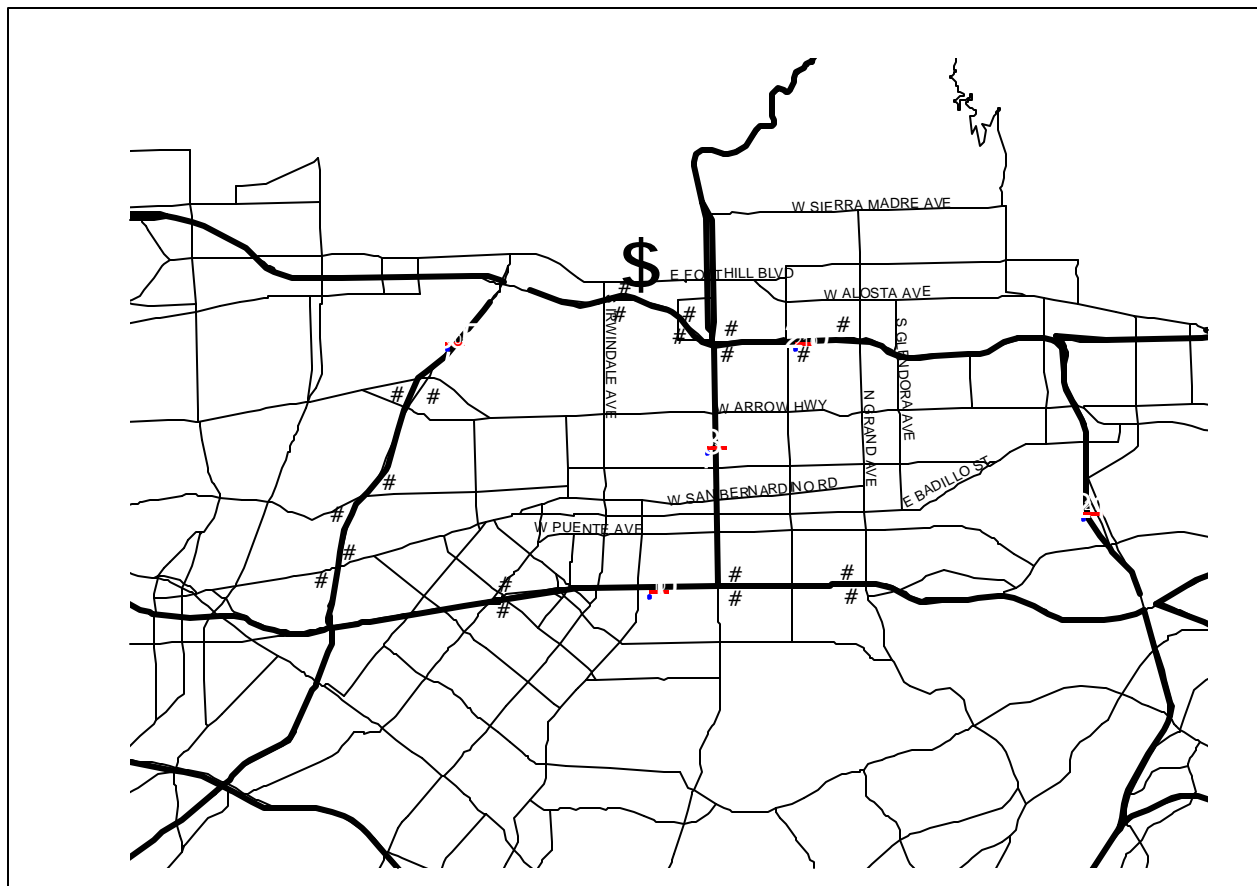 W SIERRA MADRE AVE
$
E FOOTHILL BLVD
W ALOSTA AVE
S IRWINDALE AVE
S GLENDORA AVE
N GRAND AVE
W ARROW HWY
E BADILLO ST
W SAN BERNARDINO RD
W PUENTE AVE